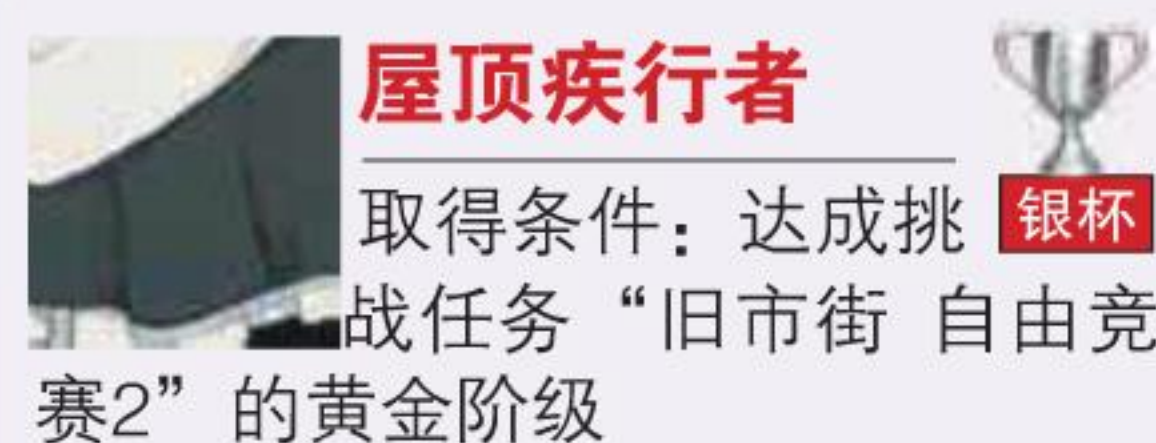 屋顶疾行者
取得条件：达成挑
银杯
战任务“旧市街 自由竞
赛2”的黄金阶级